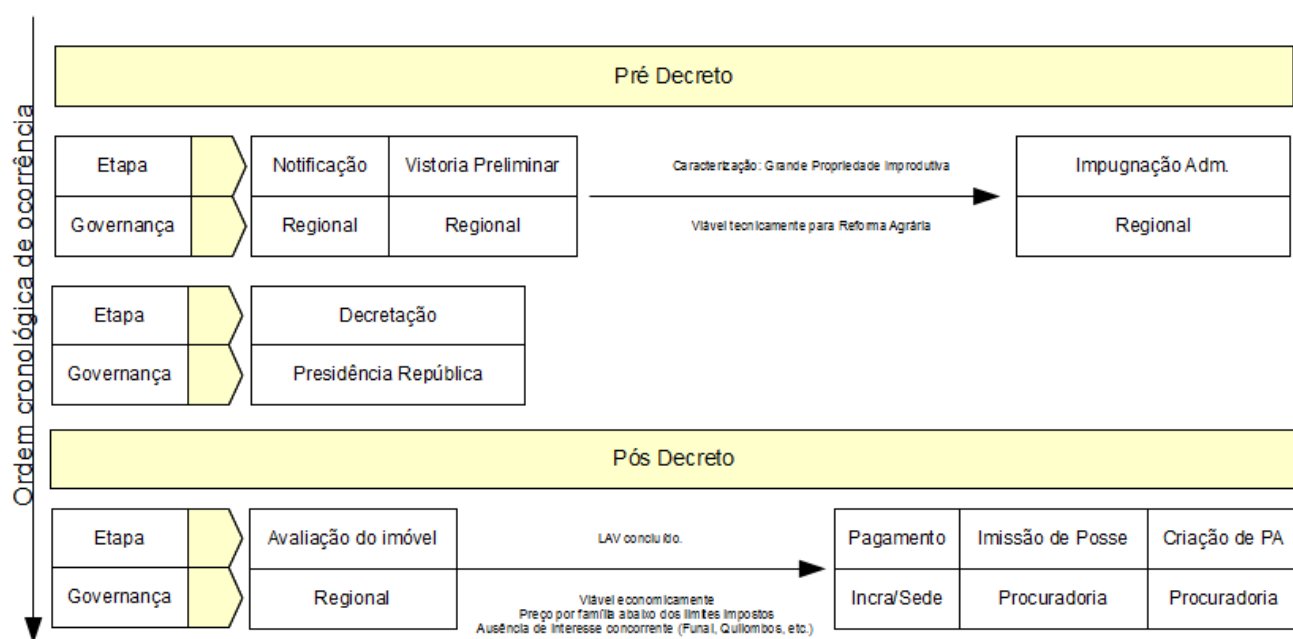 Ordem cronológica de ocorrência
Pré Decreto
Etapa
Notificação
Vistoria Preliminar
Caracterização: Grande Propriedade Improdutiva
Impugnação Adm.
Governança
Regional
Regional
Viável tecnicamente para Reforma Agrária
Regional
Etapa
Decretação
Governança
Presidência República
Pós Decreto
Etapa
Avaliação do imóvel
LAV concluído.
Pagamento
Imissão de Posse
Criação de PA
Governança
Regional
Viável economicamente
Preço por família abaixo dos limites impostos
Ausência de interesse concorrente (Funai, Quilombos, etc.)
Incra/Sede
Procuradoria
Procuradoria